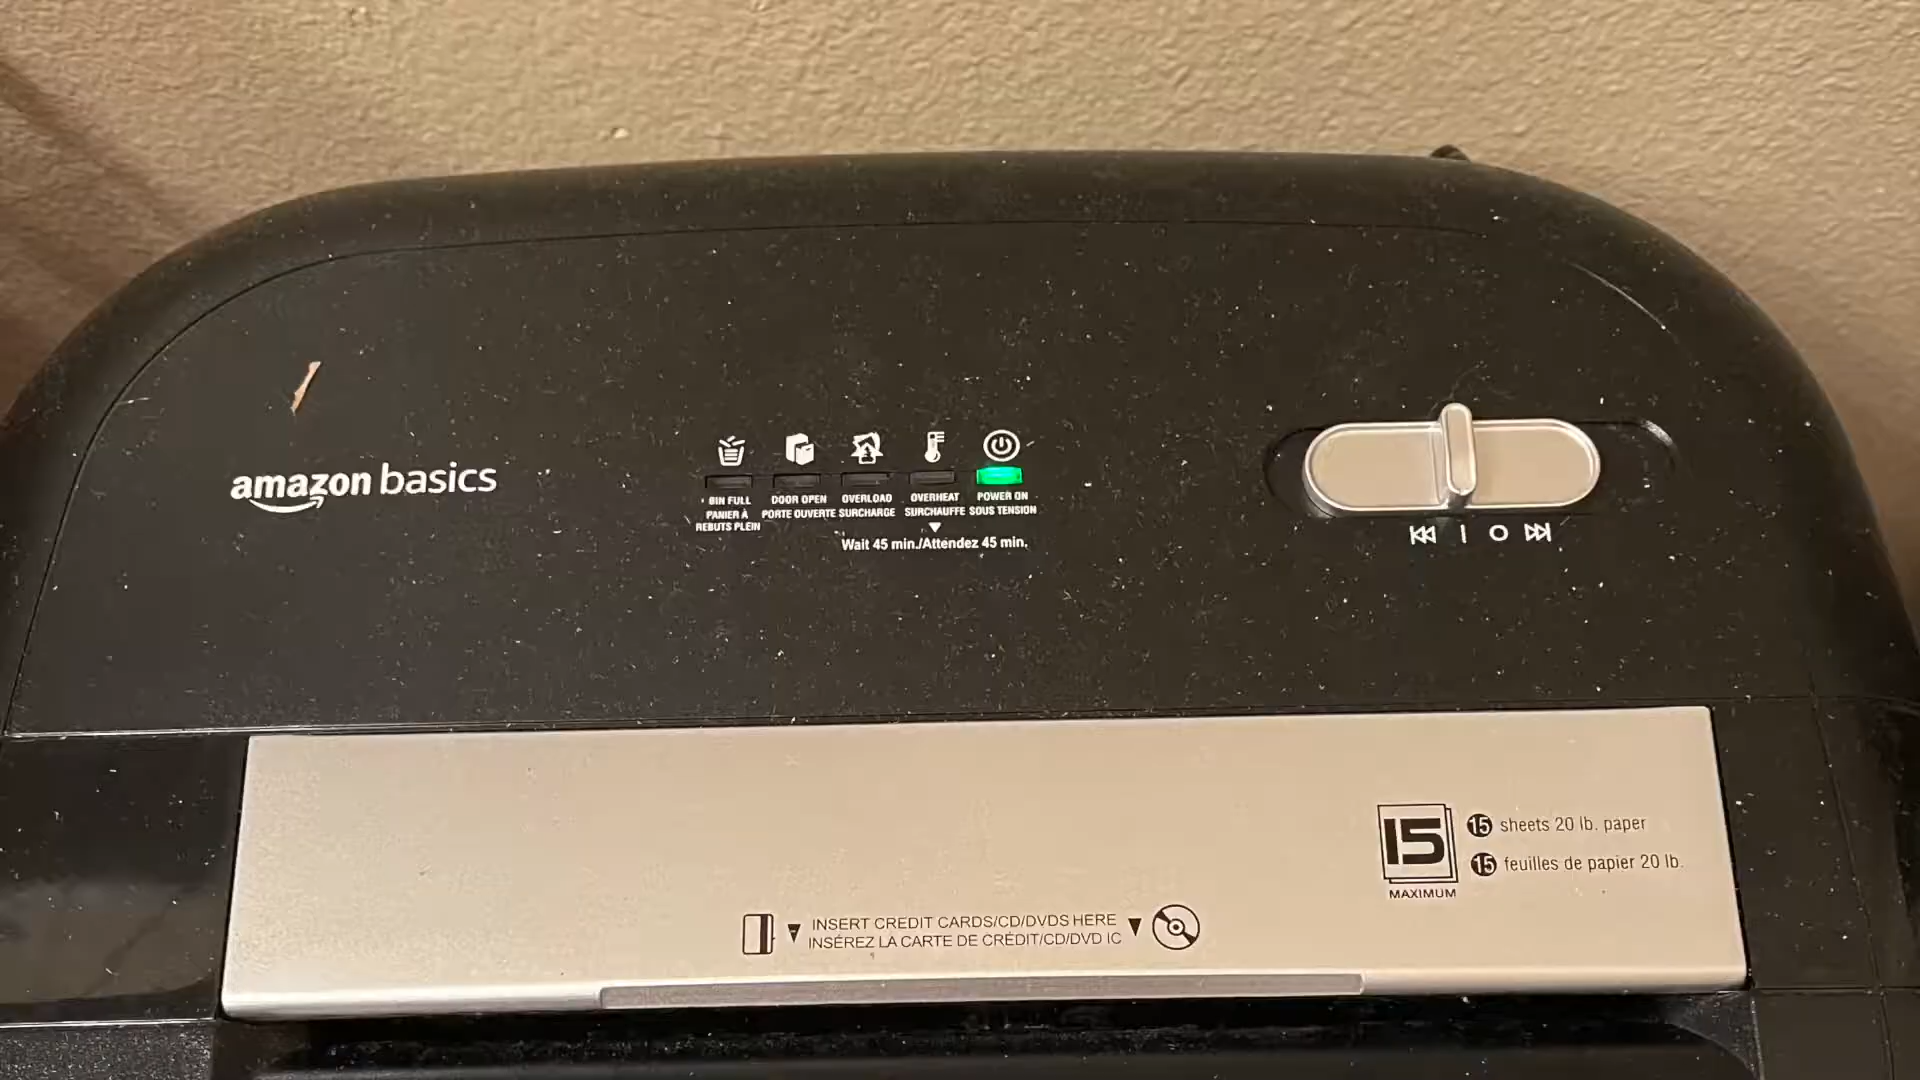 amazon basics
BIN FULL
PANIER À
REBUTS PLEIN
DOOR OPEN
PORTE OUVERTE
OVERLOAD
SURCHARGE
OVERHEAT
SURCHAUFFE
POWER ON
SOUS TENSION
Wait 45 min./Attendez 45 min.
I O
15
MAXIMUM
15 sheets 20 lb. paper
15 feuilles de papier 20 lb.
INSERT CREDIT CARDS/CD/DVDS HERE
INSÉREZ LA CARTE DE CRÉDIT/CD/DVD IC